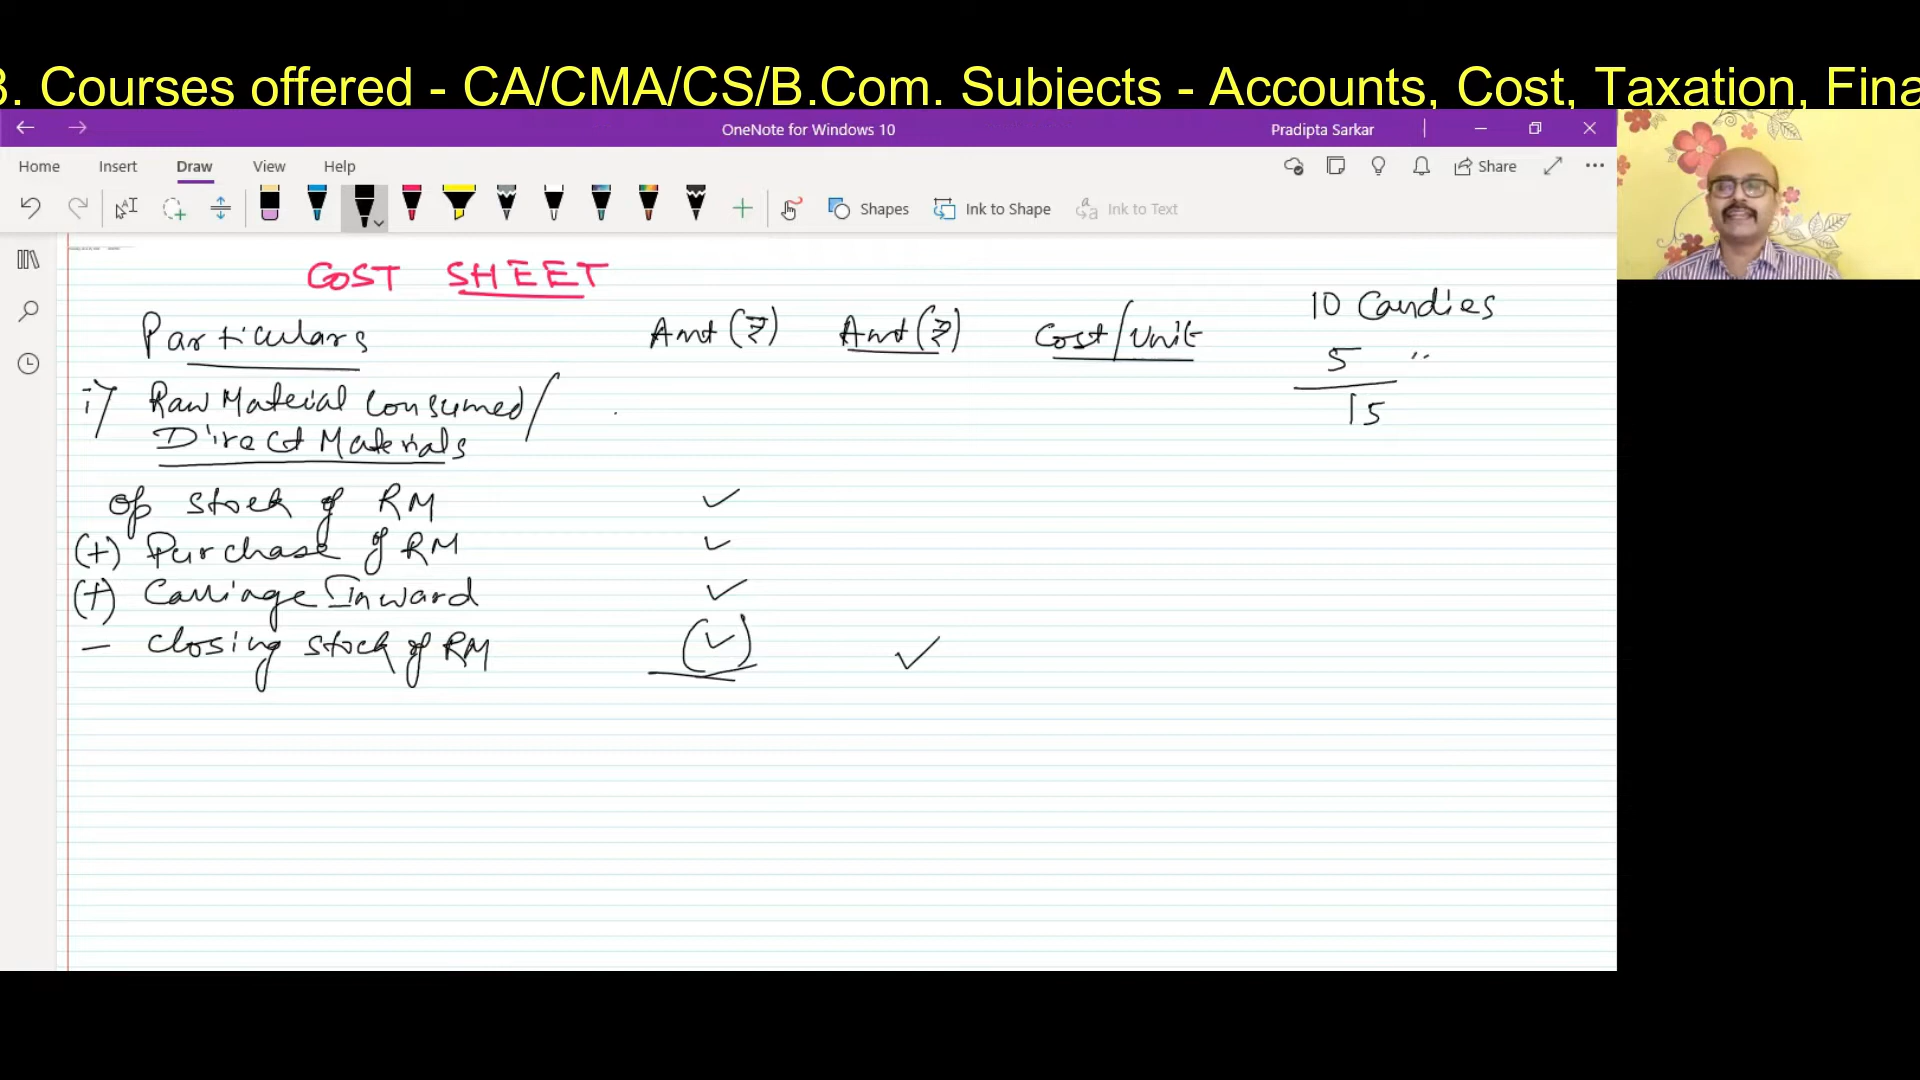 3. Courses offered - CA/CMA/CS/B.Com. Subjects - Accounts, Cost, Taxation, Fina
OneNote for Windows 10
Pradipta Sarkar
Home Insert Draw View Help
Share
Shapes
Ink to Shape
Ink to Text
COST SHEET
Particulars Amt (₹) Amt (₹) Cost/Unit
10 Candies
5 "
15
i) Raw Material Consumed/
Direct Materials
Op stock of RM ✓
(+) Purchase of RM ✓
(+) Carriage Inward ✓
– Closing stock of RM (✓) ✓